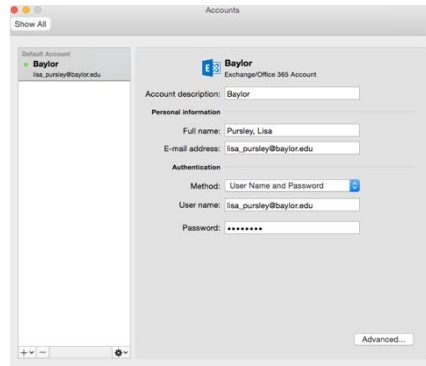 Accounts
Show All
Default Account
Baylor
lisa_pursley@baylor.edu
Baylor
Exchange/Office 365 Account
Account description: Baylor
Personal information
Full name: Pursley, Lisa
E-mail address: lisa_pursley@baylor.edu
Authentication
Method: User Name and Password
User name: lisa_pursley@baylor.edu
Password: ••••••••
Advanced...